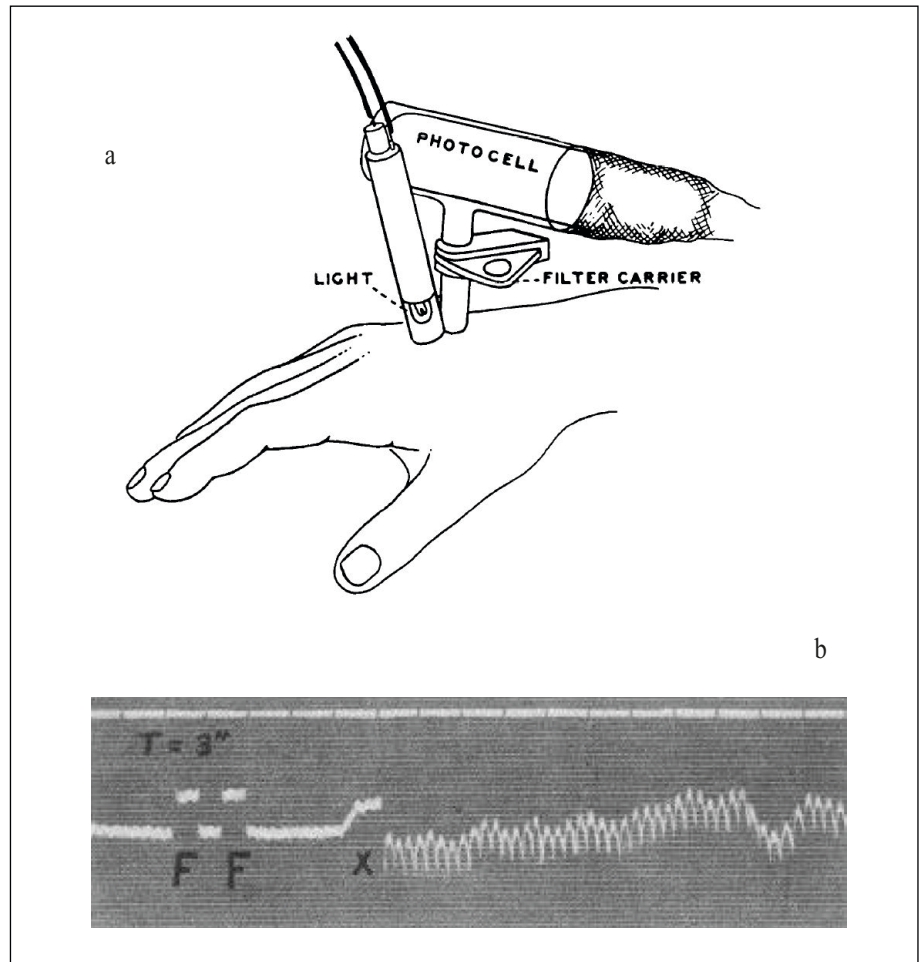 a
PHOTOCELL
LIGHT
FILTER CARRIER
b
T = 3"
F F X